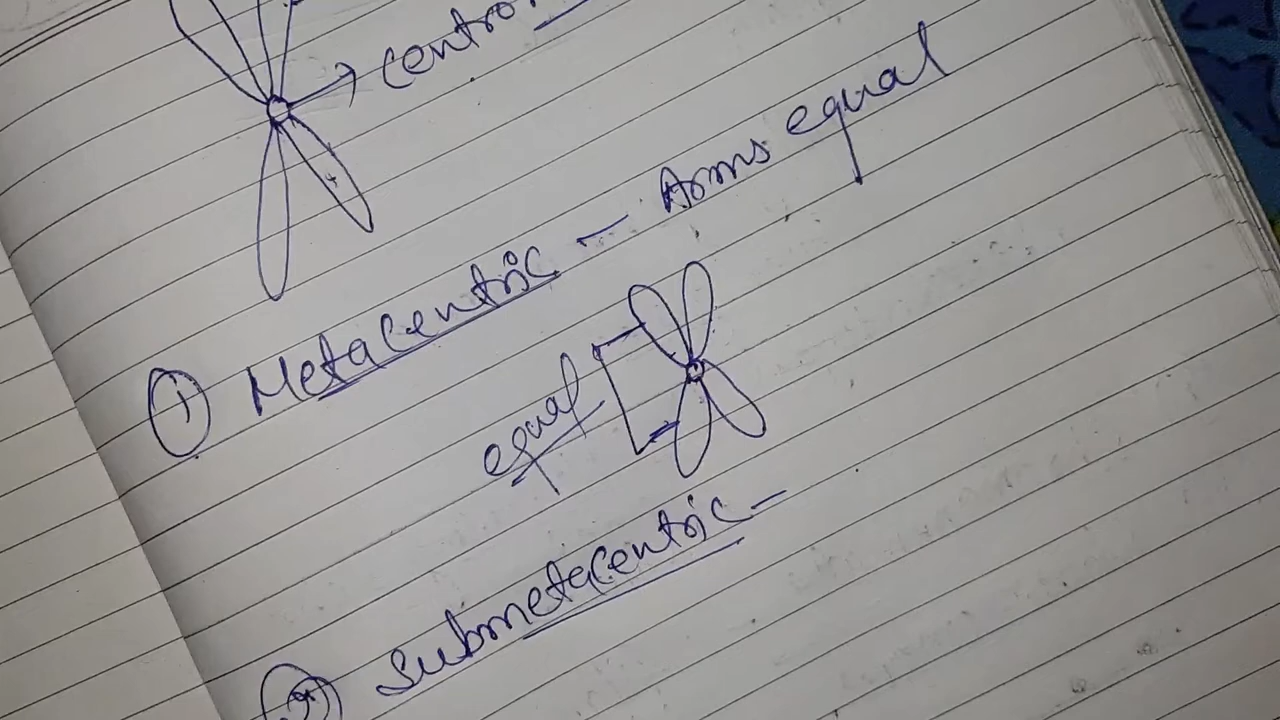 centro
① Metacentric – Arms equal
equal
② Submetacentric –